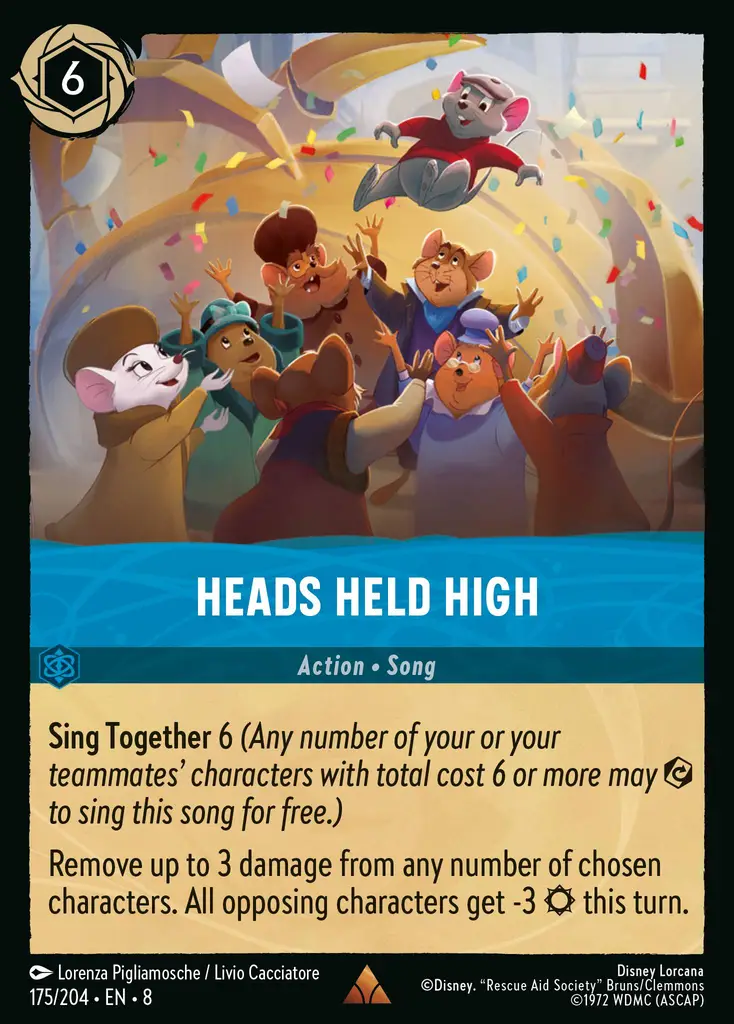 6
HEADS HELD HIGH
Action • Song
Sing Together 6 (Any number of your or your
teammates' characters with total cost 6 or more may
to sing this song for free.)
Remove up to 3 damage from any number of chosen
characters. All opposing characters get -3 this turn.
Lorenza Pigliamosche / Livio Cacciatore
175/204 • EN • 8
Disney Lorcana
©Disney. "Rescue Aid Society" Bruns/Clemmons
©1972 WDMC (ASCAP)